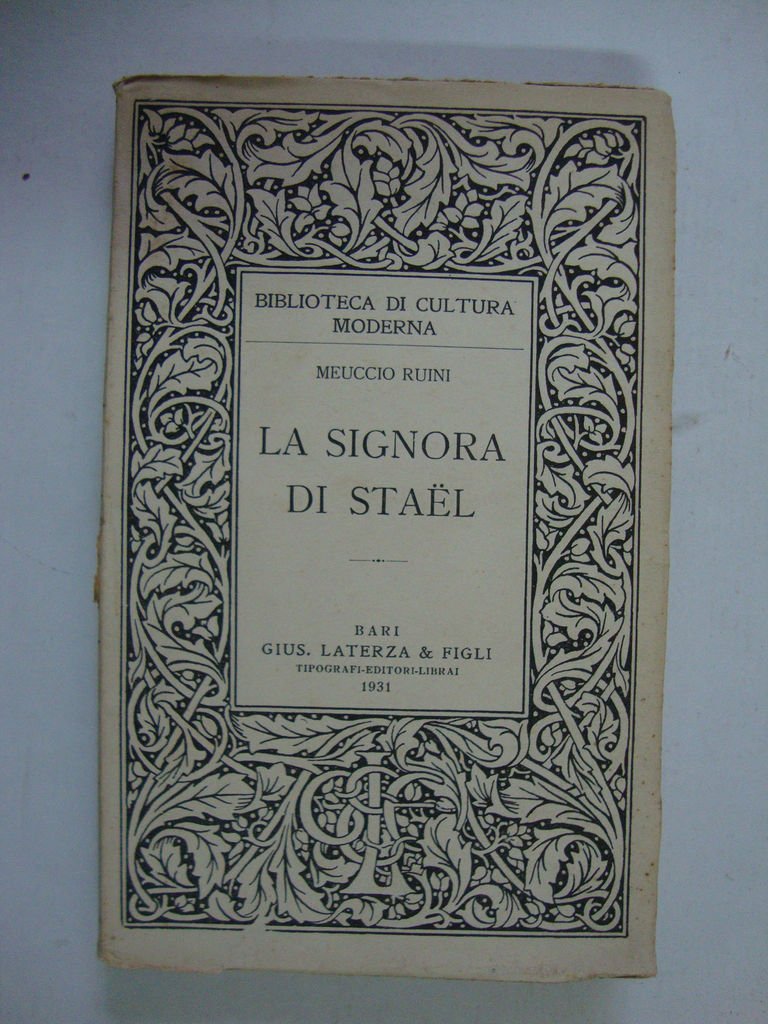 BIBLIOTECA DI CULTURA
MODERNA
MEUCCIO RUINI
LA SIGNORA
DI STAËL
BARI
GIUS. LATERZA & FIGLI
TIPOGRAFI-EDITORI-LIBRAI
1931